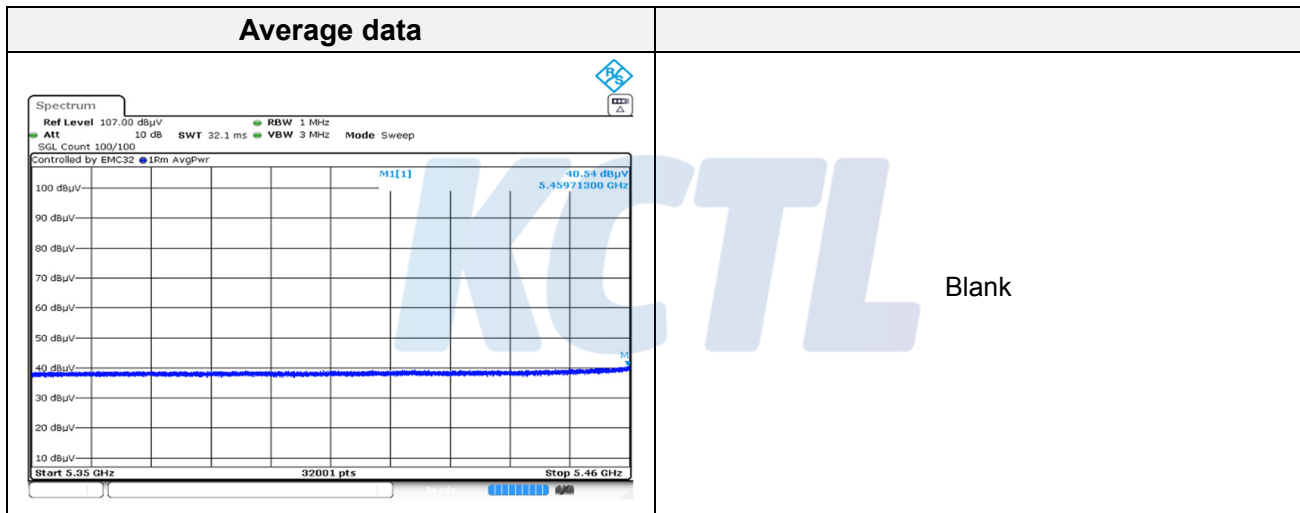 Average data
R&S
Spectrum
Ref Level 107.00 dBµV RBW 1 MHz
Att 10 dB SWT 32.1 ms VBW 3 MHz Mode Sweep
SGL Count 100/100
Controlled by EMC32 1Rm AvgPwr
M1[1] 40.54 dBµV
5.45971300 GHz
100 dBµV
90 dBµV
80 dBµV
70 dBµV
60 dBµV
50 dBµV
M
40 dBµV
30 dBµV
20 dBµV
10 dBµV
Start 5.35 GHz 32001 pts Stop 5.46 GHz
KCTL
Blank